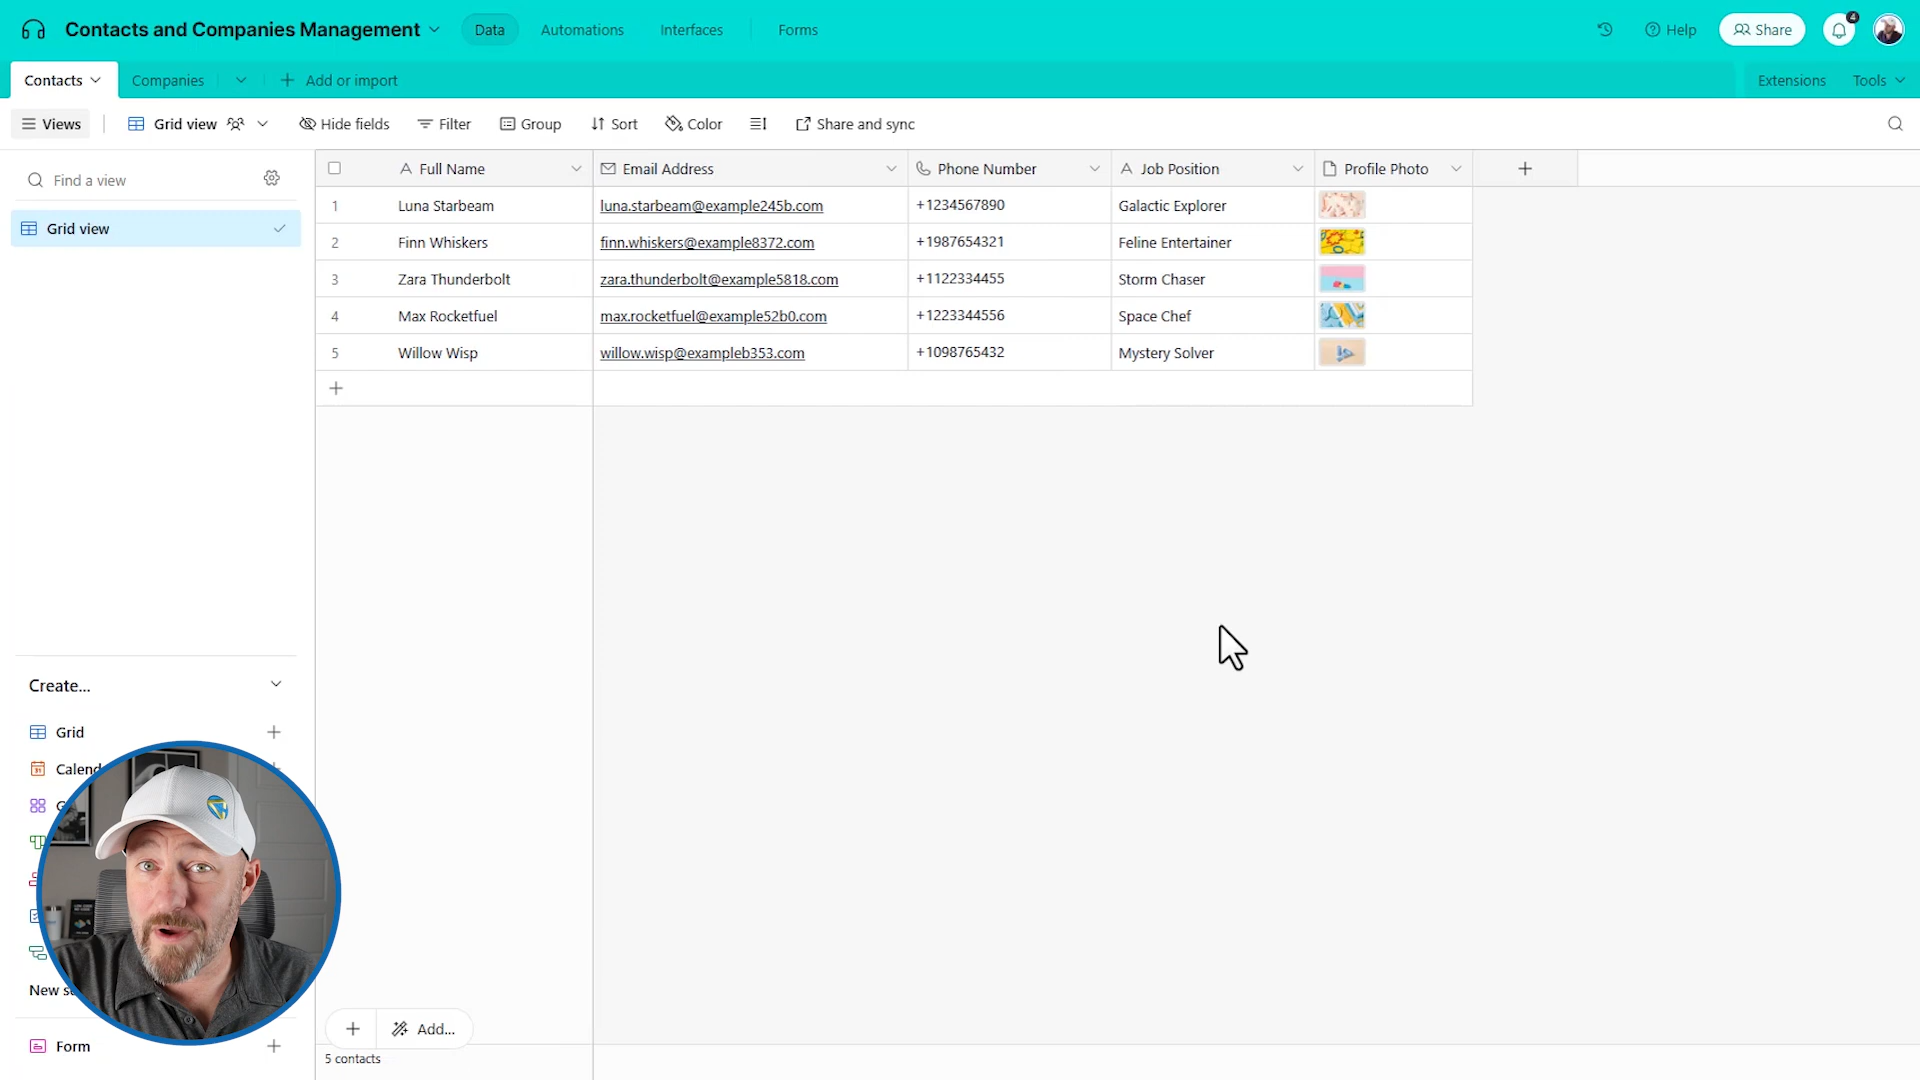 Contacts and Companies Management
Data
Automations
Interfaces
Forms
Help
Share
4
Contacts
Companies
Add or import
Extensions
Tools
Views
Grid view
Hide fields
Filter
Group
Sort
Color
Share and sync
Find a view
Grid view
Full Name Email Address Phone Number Job Position Profile Photo
1 Luna Starbeam luna.starbeam@example245b.com +1234567890 Galactic Explorer
2 Finn Whiskers finn.whiskers@example8372.com +1987654321 Feline Entertainer
3 Zara Thunderbolt zara.thunderbolt@example5818.com +1122334455 Storm Chaser
4 Max Rocketfuel max.rocketfuel@example52b0.com +1223344556 Space Chef
5 Willow Wisp willow.wisp@exampleb353.com +1098765432 Mystery Solver
Create...
Grid
New
Form
Add...
5 contacts